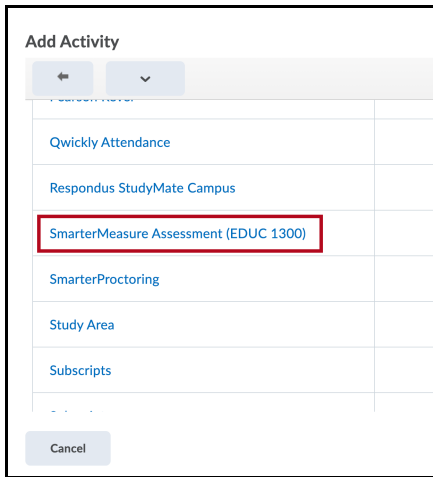 Add Activity
Qwickly Attendance
Respondus StudyMate Campus
SmarterMeasure Assessment (EDUC 1300)
SmarterProctoring
Study Area
Subscripts
Cancel